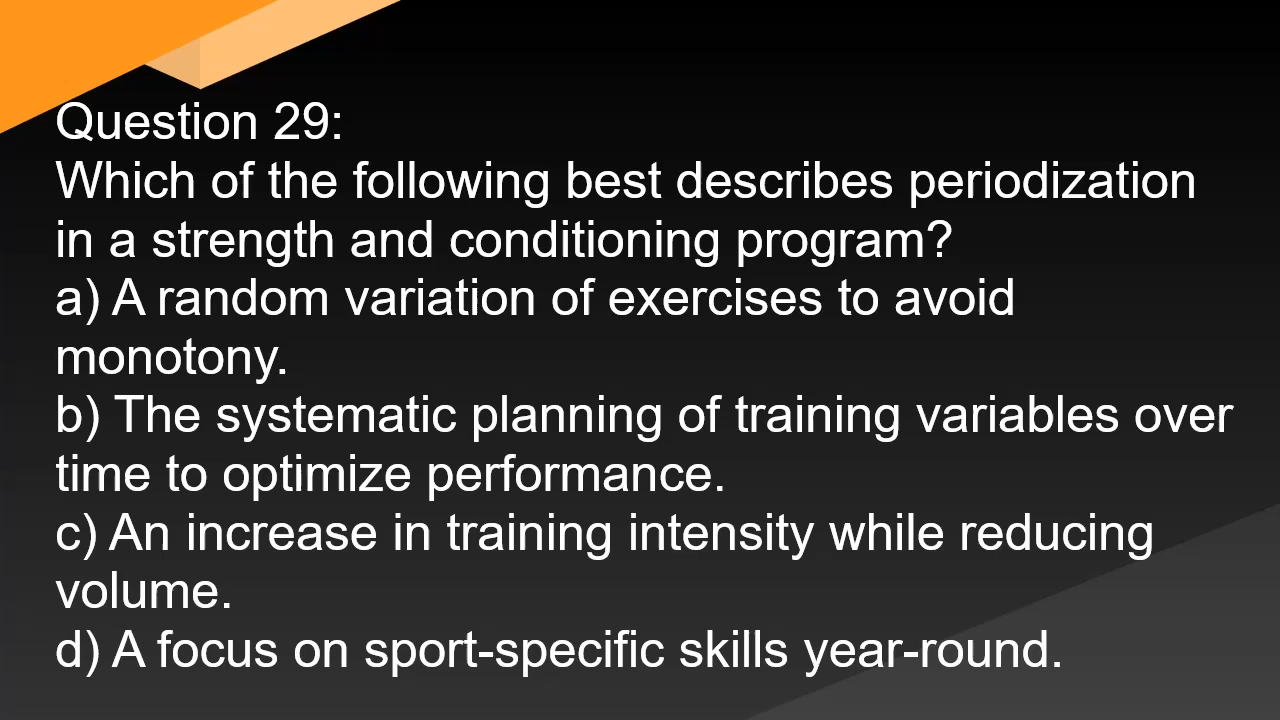 Question 29:
Which of the following best describes periodization
in a strength and conditioning program?
a) A random variation of exercises to avoid
monotony.
b) The systematic planning of training variables over
time to optimize performance.
c) An increase in training intensity while reducing
volume.
d) A focus on sport-specific skills year-round.